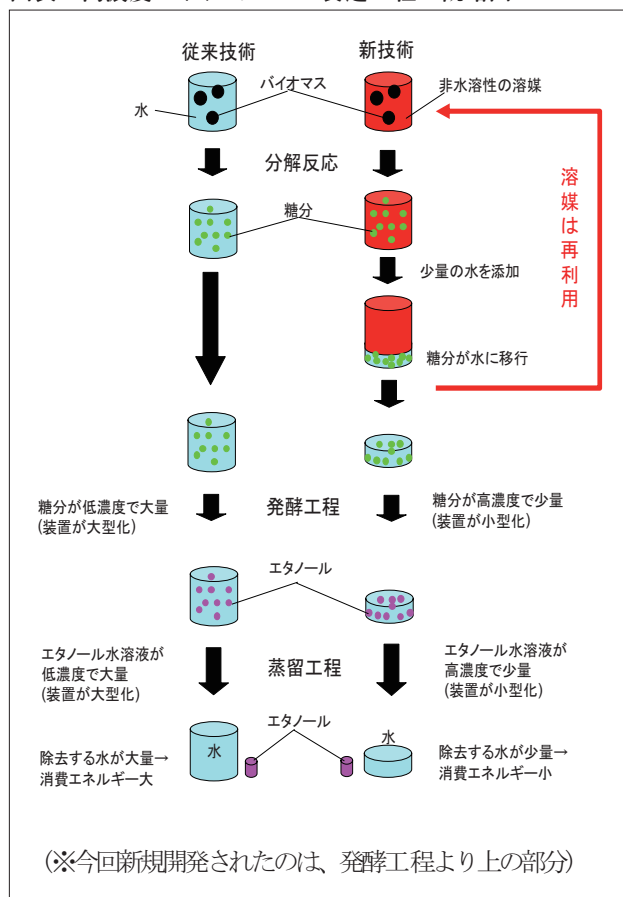 従来技術
新技術
水
バイオマス
非水溶性の溶媒
分解反応
糖分
少量の水を添加
溶媒は再利用
糖分が水に移行
糖分が低濃度で大量
(装置が大型化)
発酵工程
糖分が高濃度で少量
(装置が小型化)
エタノール
エタノール水溶液が
低濃度で大量
(装置が大型化)
蒸留工程
エタノール水溶液が
高濃度で少量
(装置が小型化)
エタノール
水
水
除去する水が大量→
消費エネルギー大
除去する水が少量→
消費エネルギー小
(※今回新規開発されたのは、発酵工程より上の部分)